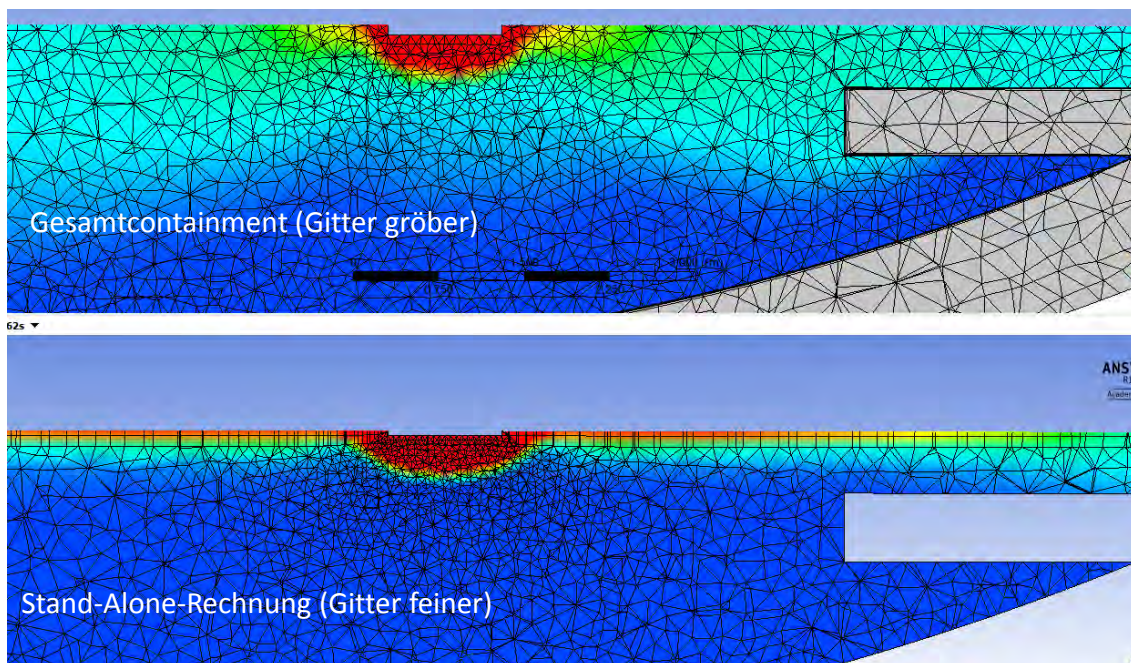 Gesamtcontainment (Gitter gröber)
62s
Stand-Alone-Rechnung (Gitter feiner)